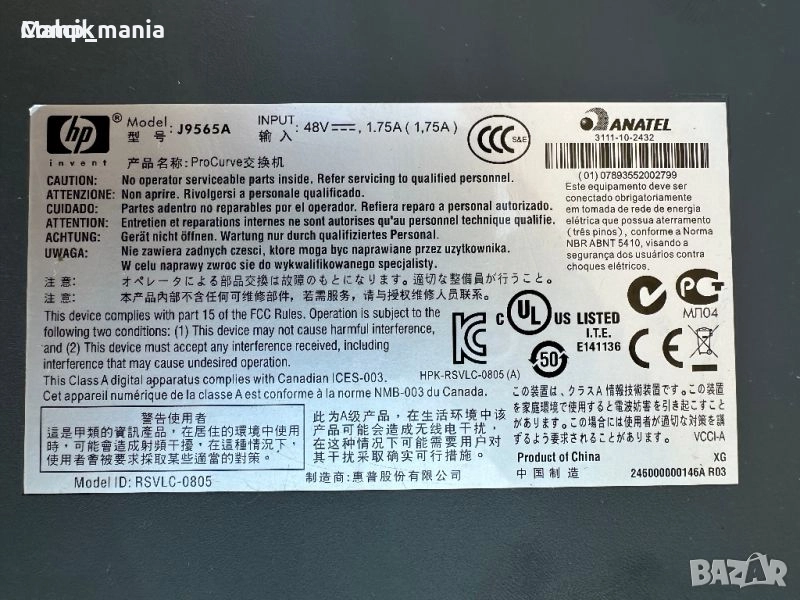 _mania
hp
invent
Model:
型 号: J9565A
INPUT
输 入 : 48V⎓, 1.75A ( 1,75A )
CCC S&E
ANATEL
3111-10-2432
(01)07893552002799
产 品 名称: ProCurve交换机
CAUTION: No operator serviceable parts inside. Refer servicing to qualified personnel.
ATTENZIONE: Non aprire. Rivolgersi a personale qualificado.
CUIDADO: Partes adentro no reparables por el operador. Refiera reparo a personal autorizado.
ATTENTION: Entretien et reparations internes ne sont autorises qu'au personnel technique qualifie.
ACHTUNG: Gerät nicht öffnen. Wartung nur durch qualifiziertes Personal.
UWAGA: Nie zawiera zadnych czesci, ktore moga byc naprawiane przez uzytkownika.
W celu naprawy zwroc sie do wykwalifikowanego specjalisty.
注 意 : オペレータによる部品交換は故障のもとになります。適切な整備員が行うこと。
注 意 : 本产品内部不含任何可维修部件，若需服务，请与授权维修人员联系。
Este equipamento deve ser
conectado obrigatoriamente
em tomada de rede de energia
elétrica que possua aterramento
(três pinos), conforme a Norma
NBR ABNT 5410, visando a
segurança dos usuários contra
choques elétricos.
This device complies with part 15 of the FCC Rules. Operation is subject to the
following two conditions: (1) This device may not cause harmful interference,
and (2) This device must accept any interference received, including
interference that may cause undesired operation.
This Class A digital apparatus complies with Canadian ICES-003.
Cet appareil numérique de la classe A est conforme à la norme NMB-003 du Canada.
HPK-RSVLC-0805 (A)
C UL US LISTED
I.T.E.
E141136
50
МЛ04
CE
警告使用者
這是甲類的資訊產品，在居住的環境中使用
時，可能會造成射頻干擾，在這種情況下，
使用者會被要求採取某些適當的對策。
此为A级产品，在生活环境中该
产品可能会造成无线电干扰，
在这种情况下可能需要用户对
其干扰采取确实可行措施。
この装置は、クラスA 情報技術装置です。この装置
を家庭環境で使用すると電波妨害を引き起こすこと
があります。この場合には使用者が適切な対策を講
ずるよう要求されることがあります。 VCCI-A
Product of China XG
中 国 制 造 246000000146A R03
Model ID: RSVLC-0805
制 造 商 : 惠普股份有限公司
BAZAR